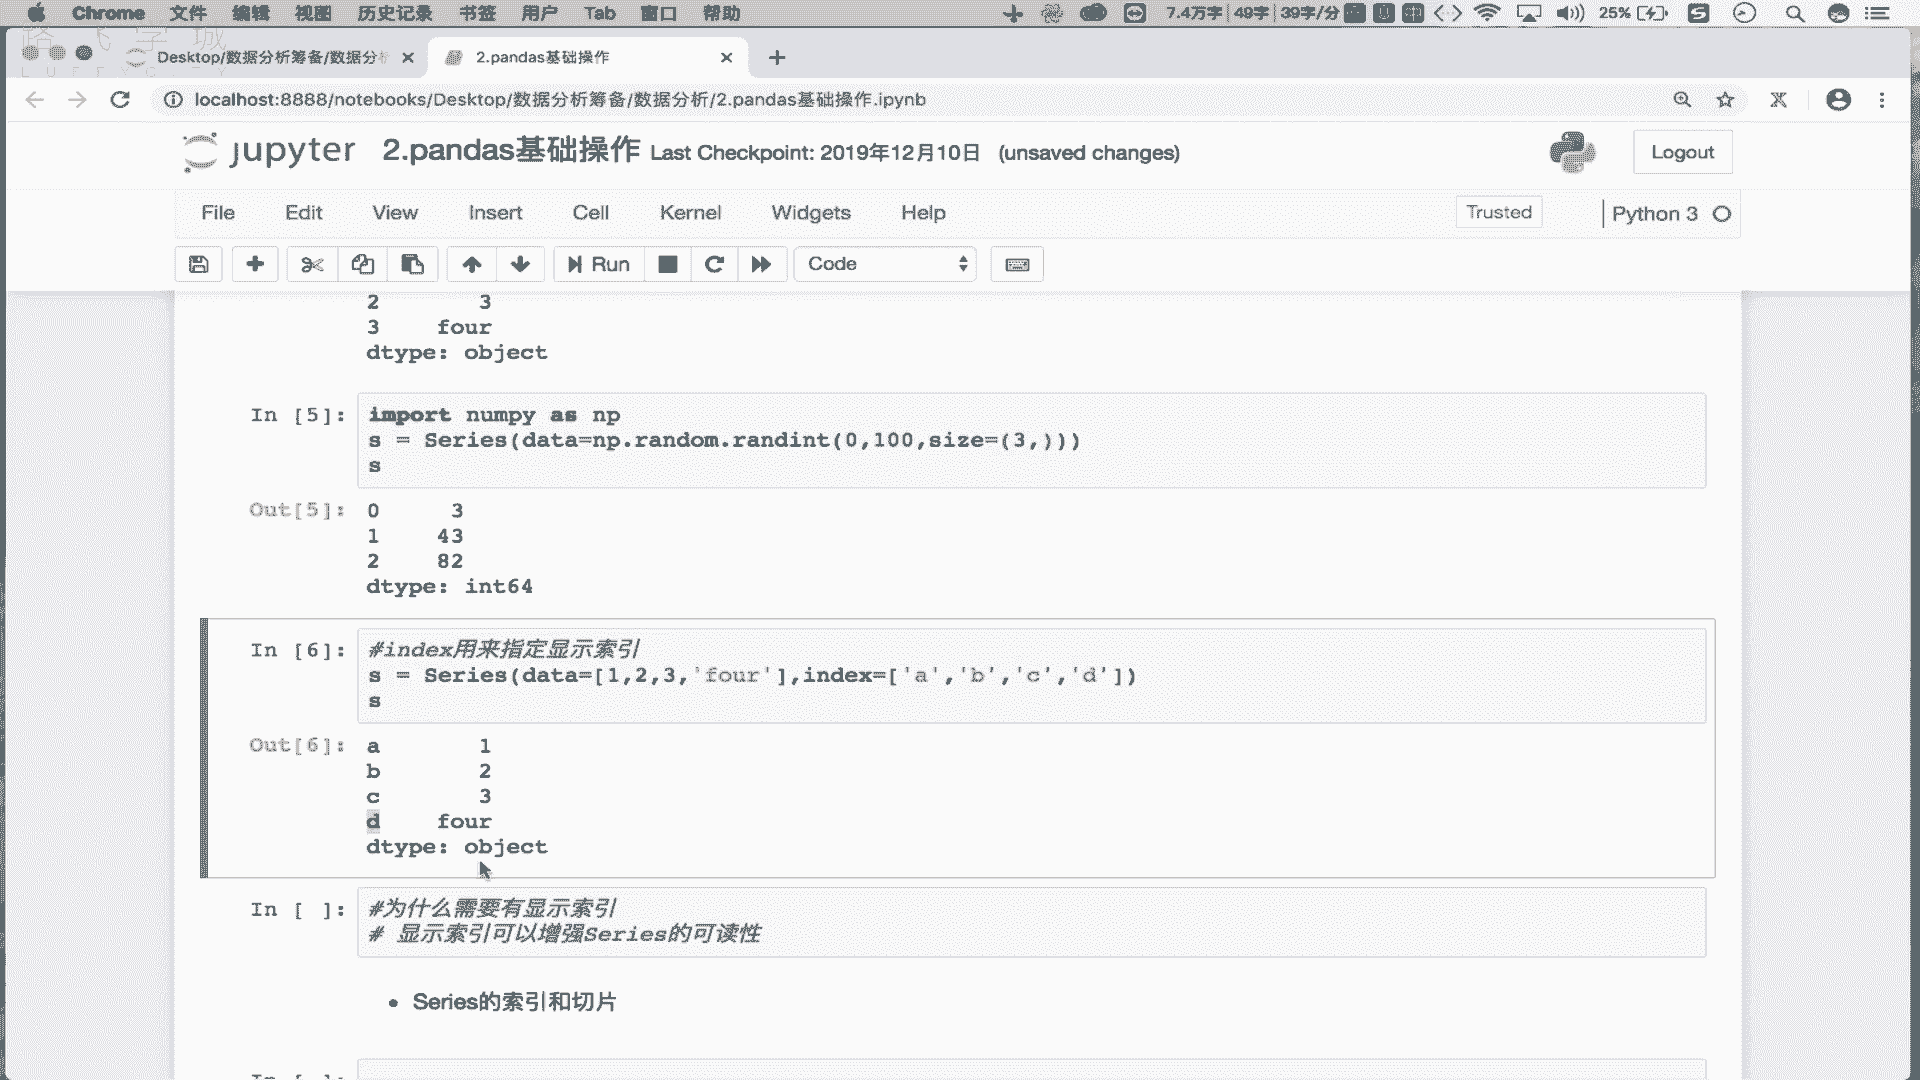 Chrome 文件 编辑 视图 历史记录 书签 用户 Tab 窗口 帮助 7.4万字 49字 39字/分 25%
Desktop/数据分析筹备/数据分析 2.pandas基础操作
localhost:8888/notebooks/Desktop/数据分析筹备/数据分析/2.pandas基础操作.ipynb
jupyter 2.pandas基础操作 Last Checkpoint: 2019年12月10日 (unsaved changes) Logout
File Edit View Insert Cell Kernel Widgets Help Trusted Python 3
Run Code
2 3
3 four
dtype: object
In [5]: import numpy as np
s = Series(data=np.random.randint(0,100,size=(3,)))
s
Out[5]: 0 3
1 43
2 82
dtype: int64
In [6]: #index用来指定显示索引
s = Series(data=[1,2,3,'four'],index=['a','b','c','d'])
s
Out[6]: a 1
b 2
c 3
d four
dtype: object
In [ ]: #为什么需要有显示索引
# 显示索引可以增强Series的可读性
• Series的索引和切片
In [ ]: